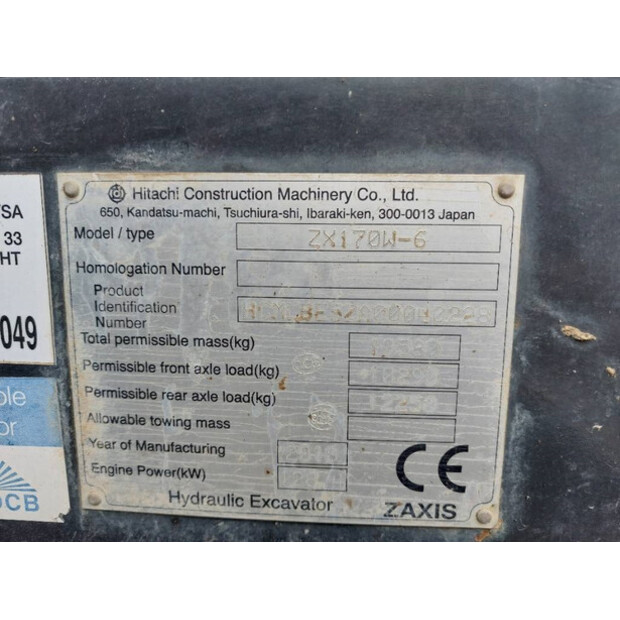 Hitachi Construction Machinery Co., Ltd.
650, Kandatsu-machi, Tsuchiura-shi, Ibaraki-ken, 300-0013 Japan
Model / type ZX170W-6
Homologation Number
Product
Identification
Number
Total permissible mass(kg)
Permissible front axle load(kg)
Permissible rear axle load(kg)
Allowable towing mass
Year of Manufacturing
Engine Power(kW)
Hydraulic Excavator ZAXIS
CE
SA
33
HT
049
ble
or
OCB